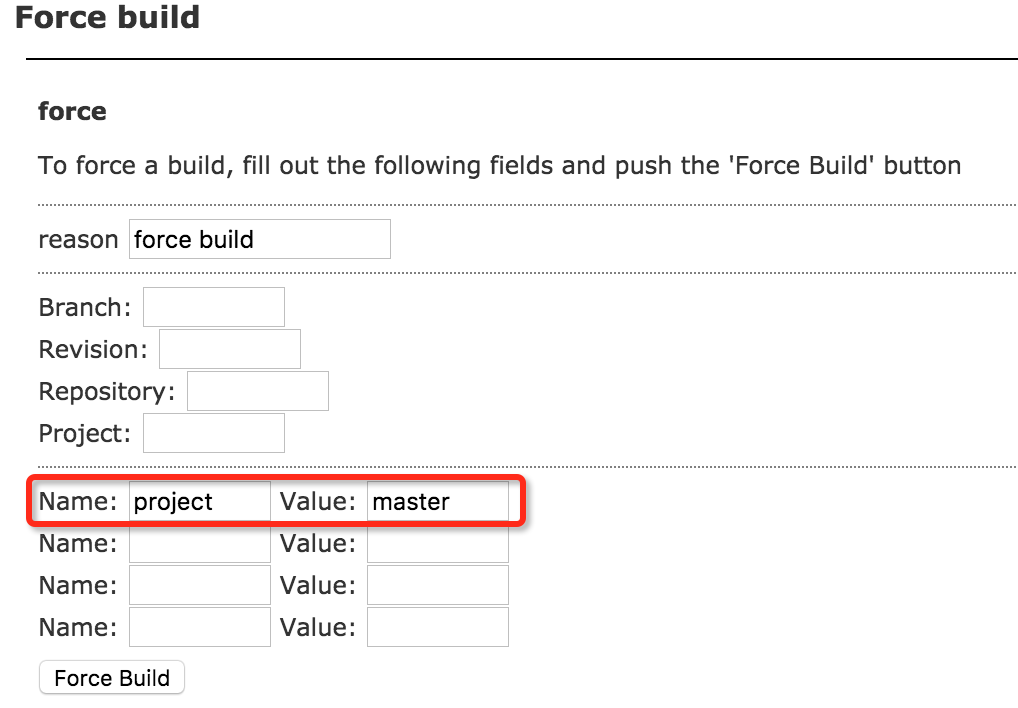 Force build
force
To force a build, fill out the following fields and push the 'Force Build' button
reason force build
Branch:
Revision:
Repository:
Project:
Name: project Value: master
Name: Value:
Name: Value:
Name: Value:
Force Build